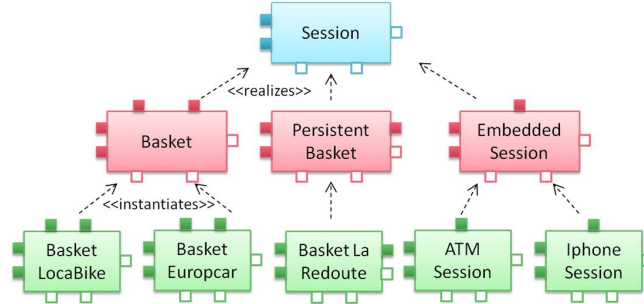 Session
<<realizes>>
Basket
Persistent
Basket
Embedded
Session
<<instantiates>>
Basket
LocaBike
Basket
Europcar
Basket La
Redoute
ATM
Session
Iphone
Session